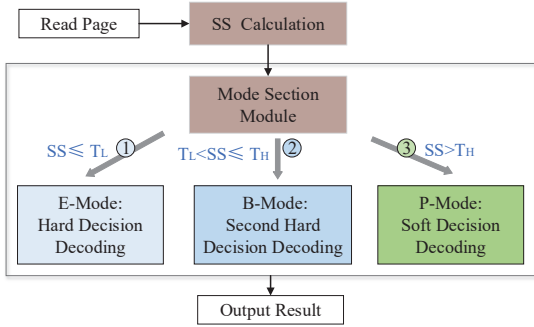 Read Page
SS Calculation
Mode Section
Module
SS≤ TL
1
TL<SS≤ TH
2
3
SS>TH
E-Mode:
Hard Decision
Decoding
B-Mode:
Second Hard
Decision Decoding
P-Mode:
Soft Decision
Decoding
Output Result